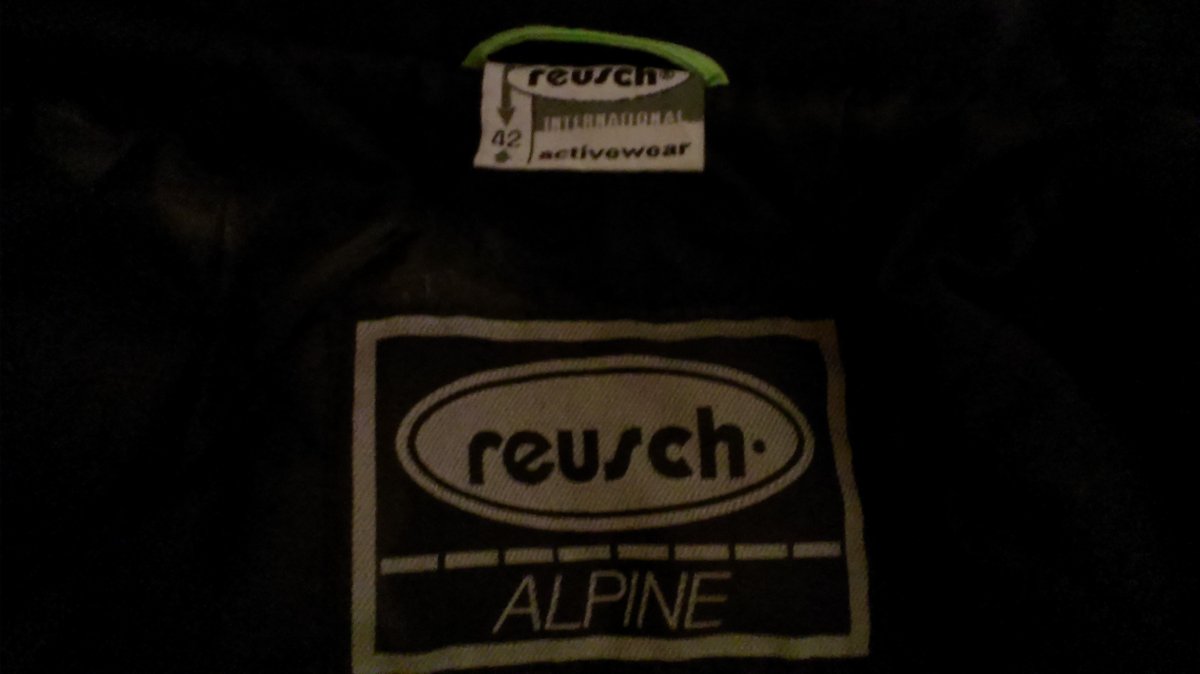 reusch®
INTERNATIONAL
42
activewear
reusch.
ALPINE